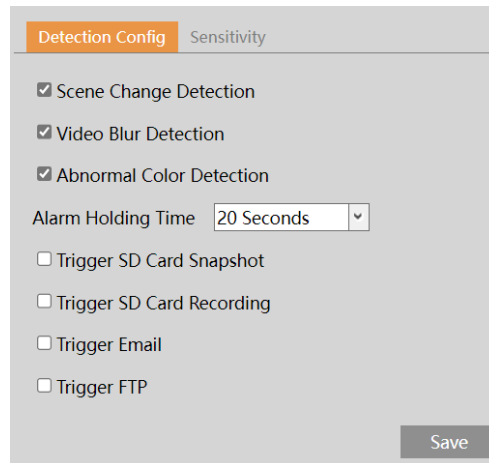 Detection Config Sensitivity
Scene Change Detection
Video Blur Detection
Abnormal Color Detection
Alarm Holding Time 20 Seconds
Trigger SD Card Snapshot
Trigger SD Card Recording
Trigger Email
Trigger FTP
Save